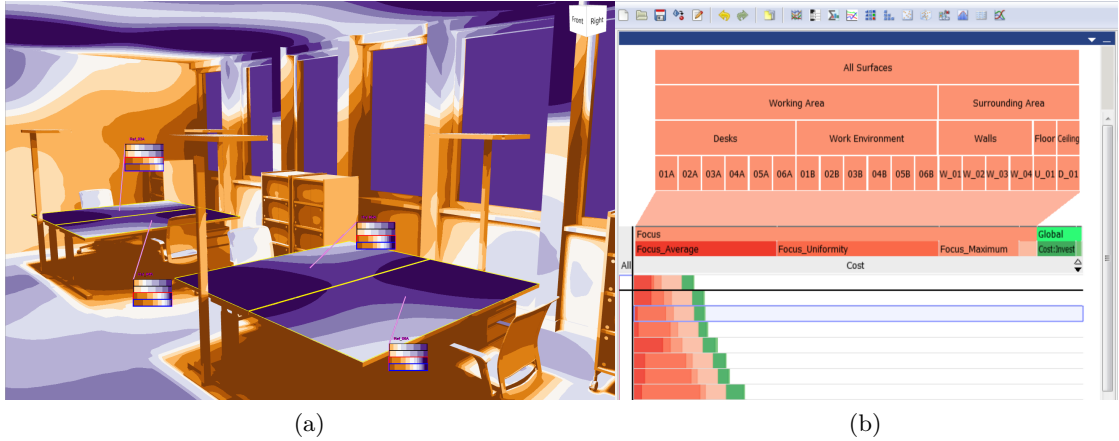 Front Right
All Surfaces
Working Area Surrounding Area
Desks Work Environment Walls Floor Ceiling
01A 02A 03A 04A 05A 06A 01B 02B 03B 04B 05B 06B W_01 W_02 W_03 W_04 U_01 D_01
Focus Global
Focus_Average Focus_Uniformity Focus_Maximum Cost:Invest
All Cost
(a) (b)